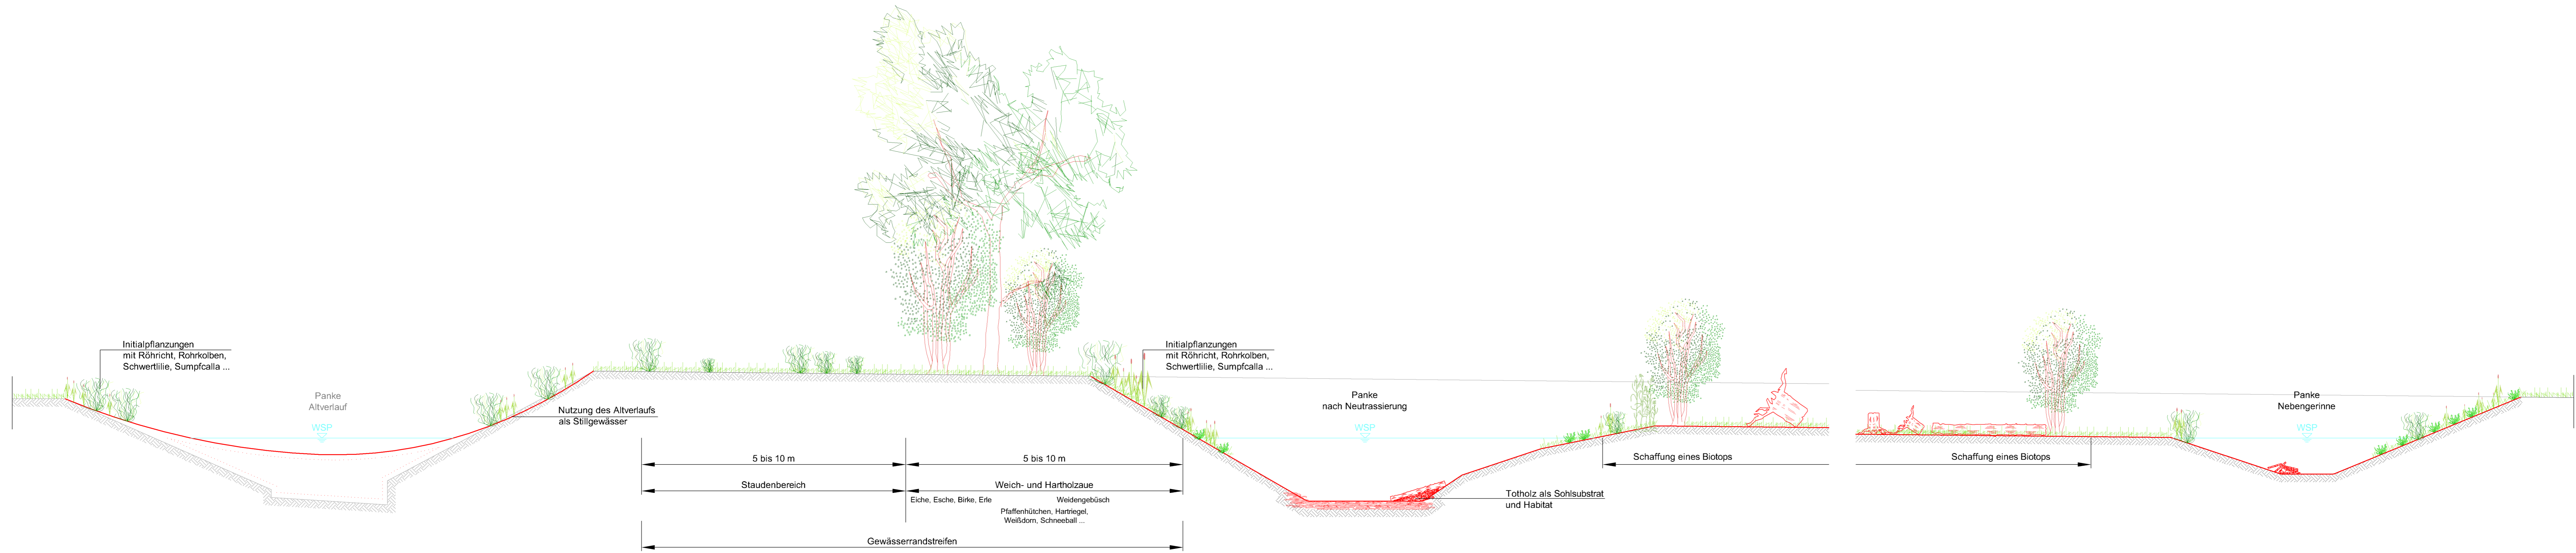 Initialpflanzungen
mit Röhricht, Rohrkolben,
Schwertlilie, Sumpfcalla ...
Panke
Altverlauf
WSP
Nutzung des Altverlaufs
als Stillgewässer
5 bis 10 m
5 bis 10 m
Staudenbereich
Weich- und Hartholzaue
Eiche, Esche, Birke, Erle
Weidengebüsch
Pfaffenhütchen, Hartriegel,
Weißdorn, Schneeball ...
Gewässerrandstreifen
Initialpflanzungen
mit Röhricht, Rohrkolben,
Schwertlilie, Sumpfcalla ...
Panke
nach Neutrassierung
WSP
Totholz als Sohlsubstrat
und Habitat
Schaffung eines Biotops
Schaffung eines Biotops
Panke
Nebengerinne
WSP